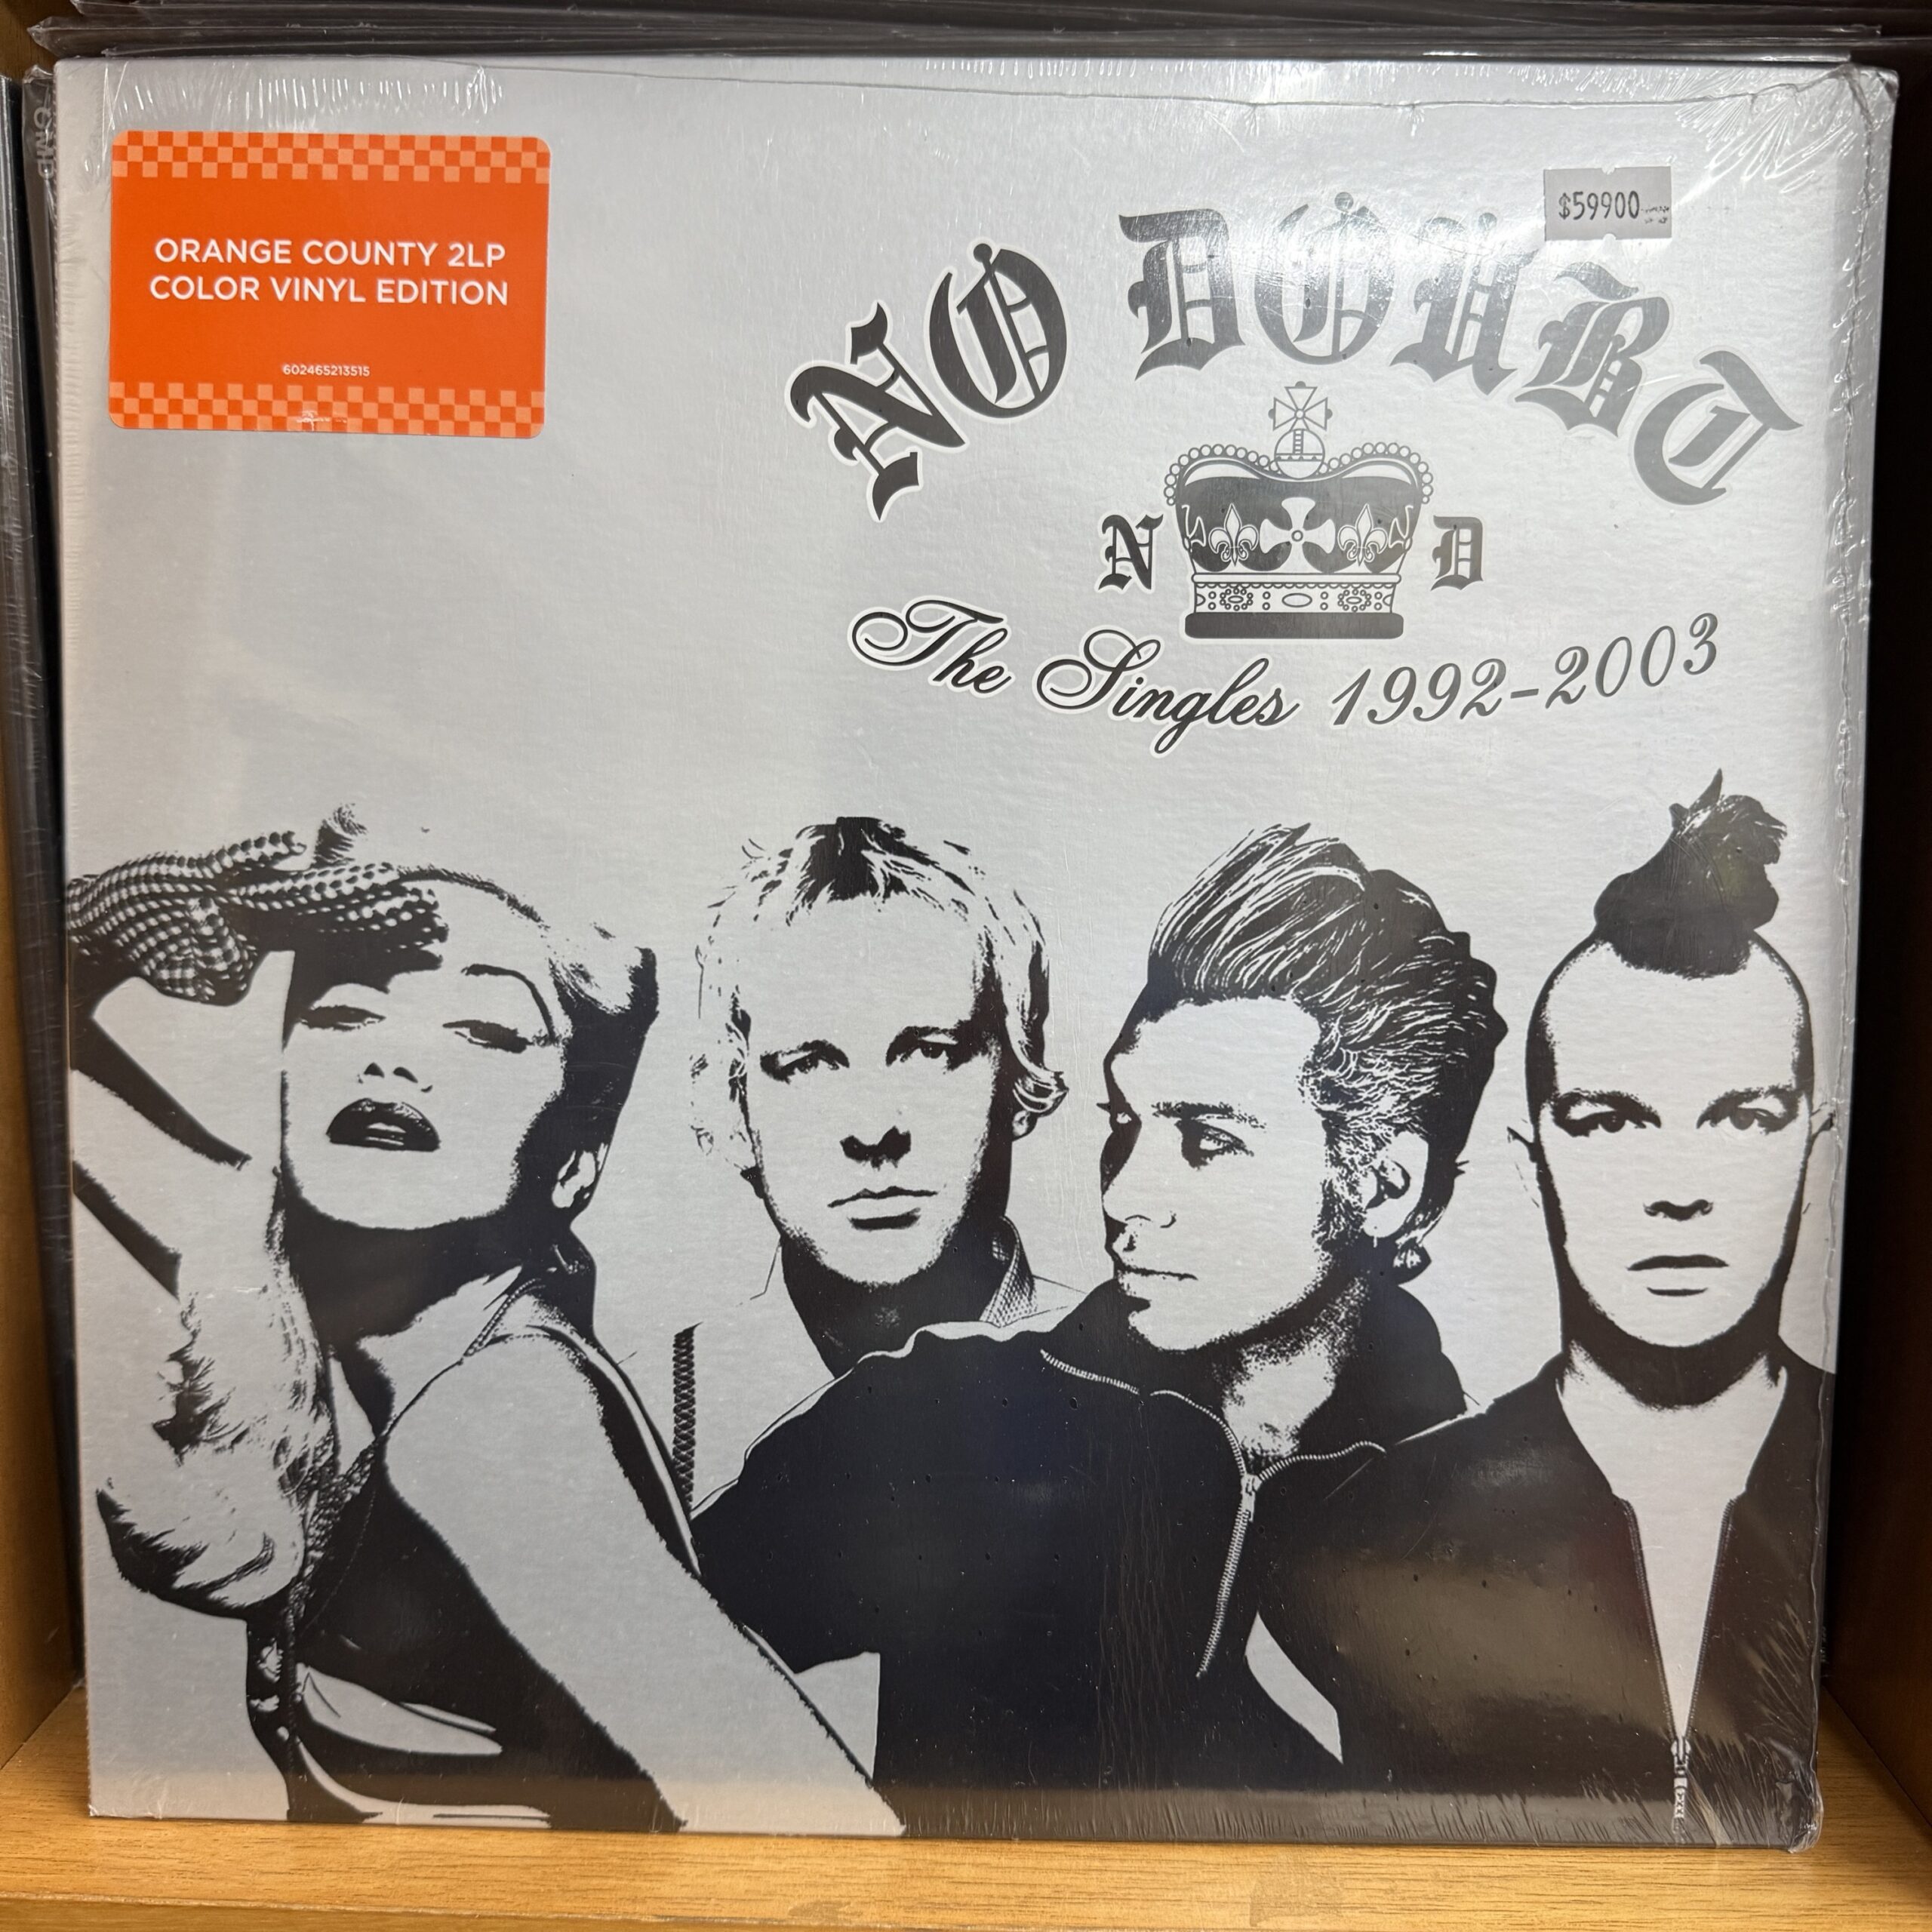 ORANGE COUNTY 2LP
COLOR VINYL EDITION
602465213515
$59900
NO DOUBT
N D
The Singles 1992-2003